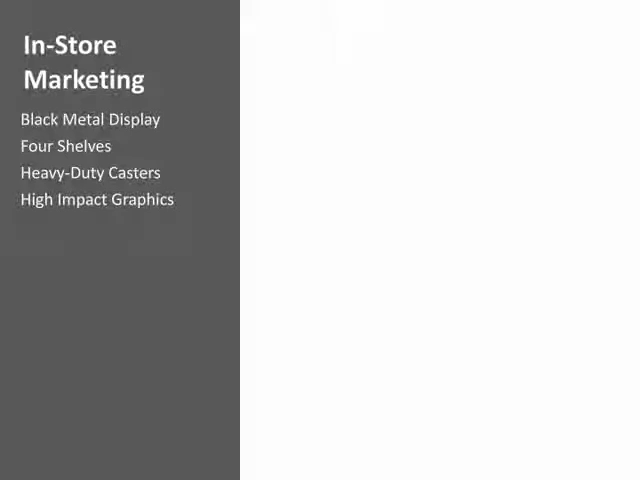 In-Store
Marketing
Black Metal Display
Four Shelves
Heavy-Duty Casters
High Impact Graphics